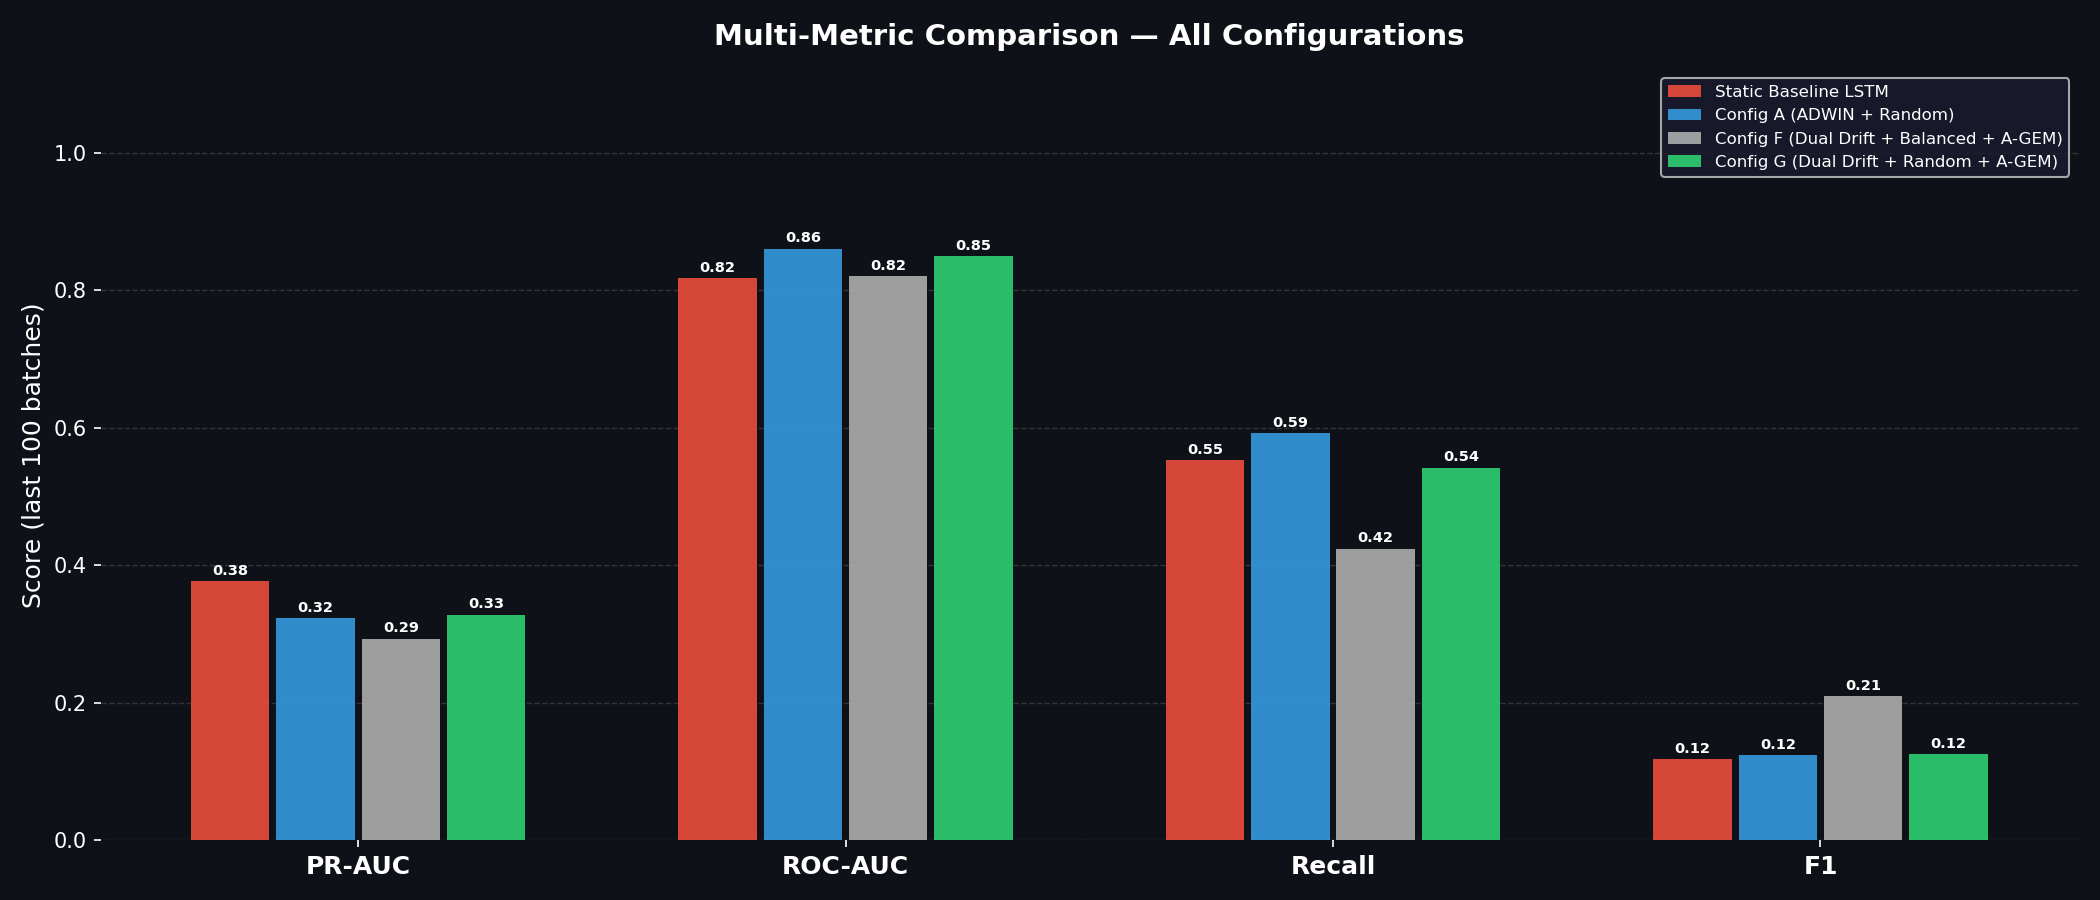 Multi-Metric Comparison — All Configurations
Static Baseline LSTM
Config A (ADWIN + Random)
Config F (Dual Drift + Balanced + A-GEM)
Config G (Dual Drift + Random + A-GEM)
Score (last 100 batches)
1.0
0.8
0.6
0.4
0.2
0.0
0.38
0.32
0.29
0.33
0.82
0.86
0.82
0.85
0.55
0.59
0.42
0.54
0.12
0.12
0.21
0.12
PR-AUC
ROC-AUC
Recall
F1